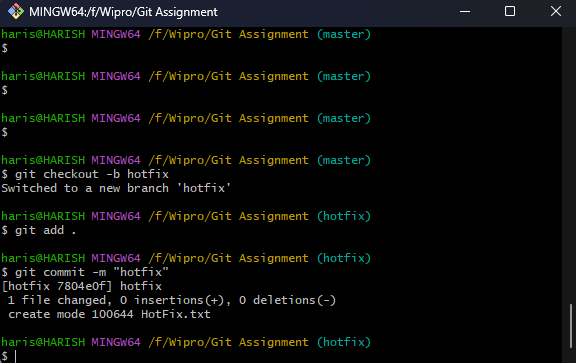 MINGW64:/f/Wipro/Git Assignment
haris@HARISH MINGW64 /f/Wipro/Git Assignment (master)
$
haris@HARISH MINGW64 /f/Wipro/Git Assignment (master)
$
haris@HARISH MINGW64 /f/Wipro/Git Assignment (master)
$
haris@HARISH MINGW64 /f/Wipro/Git Assignment (master)
$ git checkout -b hotfix
Switched to a new branch 'hotfix'
haris@HARISH MINGW64 /f/Wipro/Git Assignment (hotfix)
$ git add .
haris@HARISH MINGW64 /f/Wipro/Git Assignment (hotfix)
$ git commit -m "hotfix"
[hotfix 7804e0f] hotfix
1 file changed, 0 insertions(+), 0 deletions(-)
create mode 100644 HotFix.txt
haris@HARISH MINGW64 /f/Wipro/Git Assignment (hotfix)
$